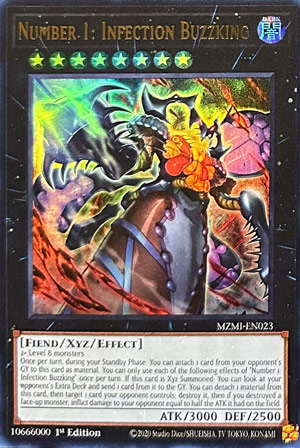 NUMBER 1: INFECTION BUZZKING
DARK
闇
MZMI-EN023
[FIEND/XYZ/EFFECT]
2+ Level 8 monsters
Once per turn, during your Standby Phase: You can attach 1 card from your opponent's
GY to this card as material. You can only use each of the following effects of "Number 1:
Infection Buzzking" once per turn. If this card is Xyz Summoned: You can look at your
opponent's Extra Deck and send 1 card from it to the GY. You can detach 1 material from
this card, then target 1 card your opponent controls; destroy it, then if you destroyed a
face-up monster, inflict damage to your opponent equal to half the ATK it had on the field.
ATK/3000 DEF/2500
10666000 1st Edition
©2020 Studio Dice/SHUEISHA, TV TOKYO, KONAMI